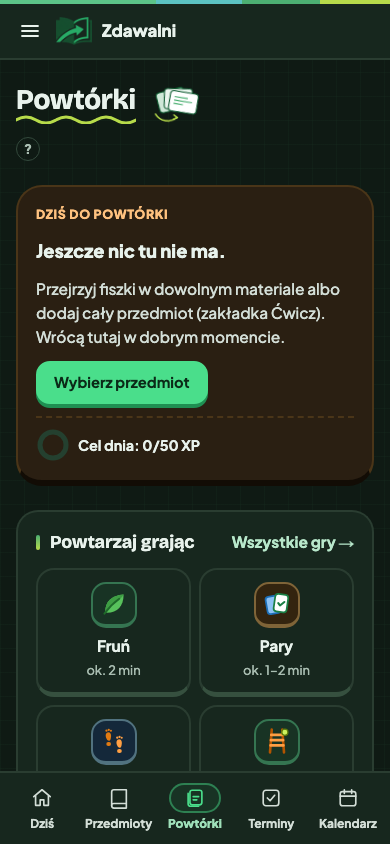 Zdawalni
Powtórki
?
DZIŚ DO POWTÓRKI
Jeszcze nic tu nie ma.
Przejrzyj fiszki w dowolnym materiale albo
dodaj cały przedmiot (zakładka Ćwicz).
Wrócą tutaj w dobrym momencie.
Wybierz przedmiot
Cel dnia: 0/50 XP
Powtarzaj grając
Wszystkie gry →
Fruń
Pary
ok. 2 min
ok. 1–2 min
Dziś
Przedmioty
Powtórki
Terminy
Kalendarz